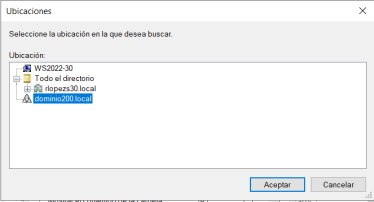 Ubicaciones
Seleccione la ubicación en la que desea buscar.
Ubicación:
WS2022-30
Todo el directorio
rlopezs30.local
dominio200.local
Aceptar
Cancelar